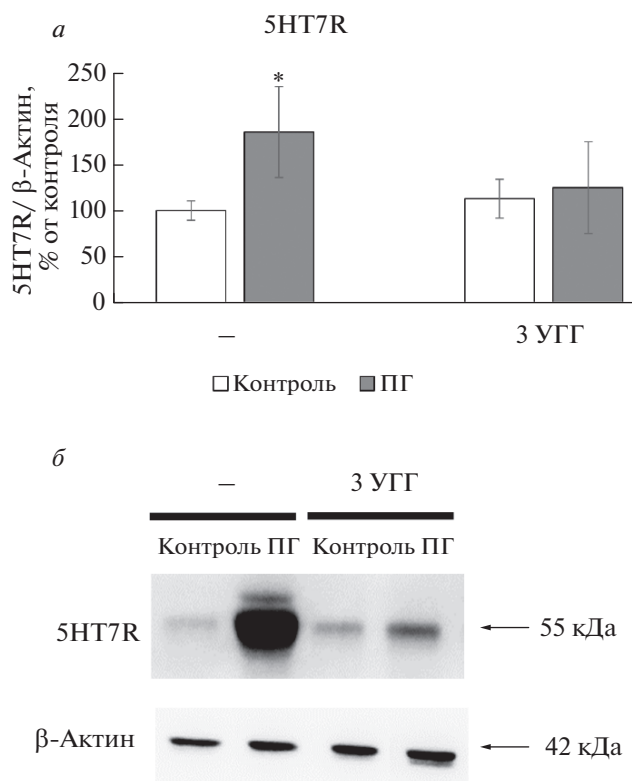 а
5HT7R
5HT7R/ β-Актин,
% от контроля
250
200
150
100
50
0
*
–
3 УГГ
Контроль
ПГ
б
–
3 УГГ
Контроль ПГ Контроль ПГ
5HT7R
55 кДа
β-Актин
42 кДа